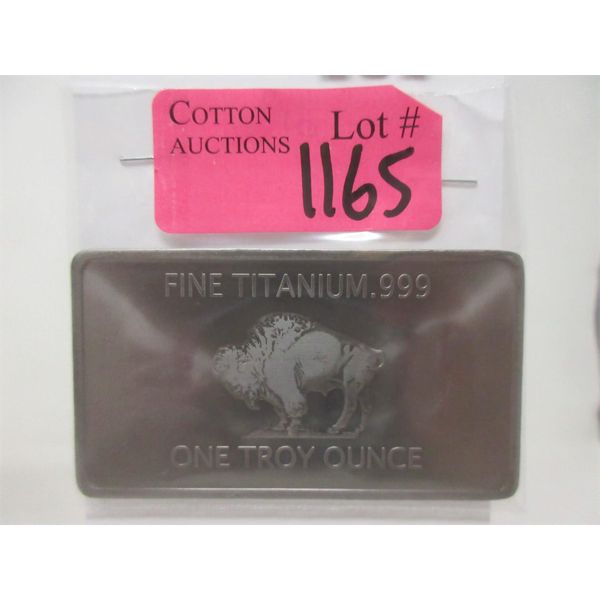 COTTON
AUCTIONS
Lot #
1165
FINE TITANIUM.999
ONE TROY OUNCE